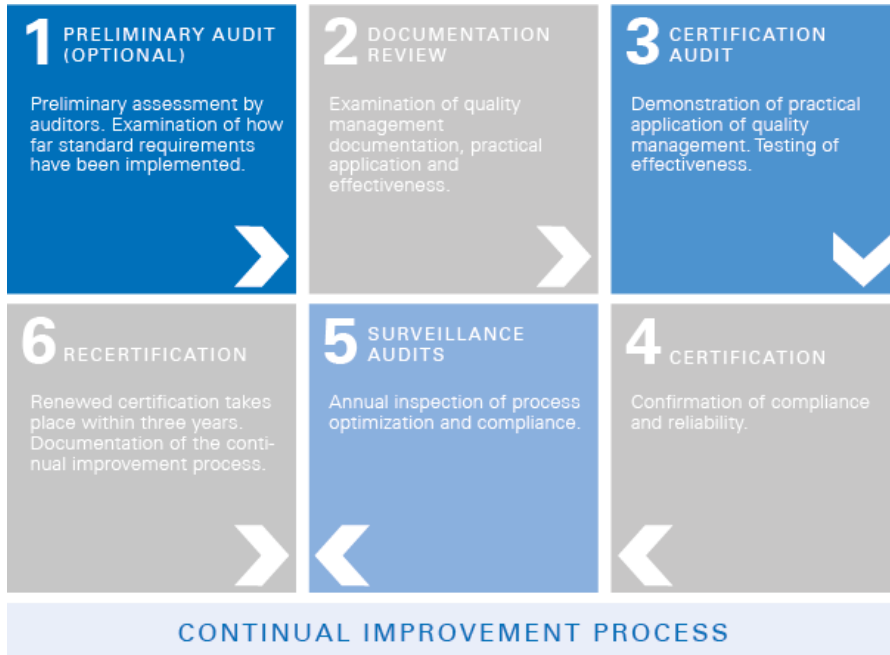 1 PRELIMINARY AUDIT
(OPTIONAL)
Preliminary assessment by
auditors. Examination of how
far standard requirements
have been implemented.
2 DOCUMENTATION
REVIEW
Examination of quality
management
documentation, practical
application and
effectiveness.
3 CERTIFICATION
AUDIT
Demonstration of practical
application of quality
management. Testing of
effectiveness.
4 CERTIFICATION
Confirmation of compliance
and reliability.
5 SURVEILLANCE
AUDITS
Annual inspection of process
optimization and compliance.
6 RECERTIFICATION
Renewed certification takes
place within three years.
Documentation of the conti-
nual improvement process.
CONTINUAL IMPROVEMENT PROCESS